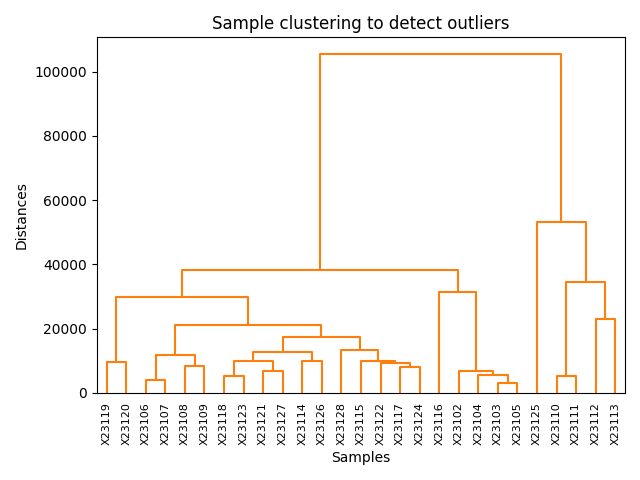 Sample clustering to detect outliers
100000
80000
60000
40000
20000
0
Distances
X23119
X23120
X23106
X23107
X23108
X23109
X23118
X23123
X23121
X23127
X23114
X23126
X23128
X23115
X23122
X23117
X23124
X23116
X23102
X23104
X23103
X23105
X23125
X23110
X23111
X23112
X23113
Samples